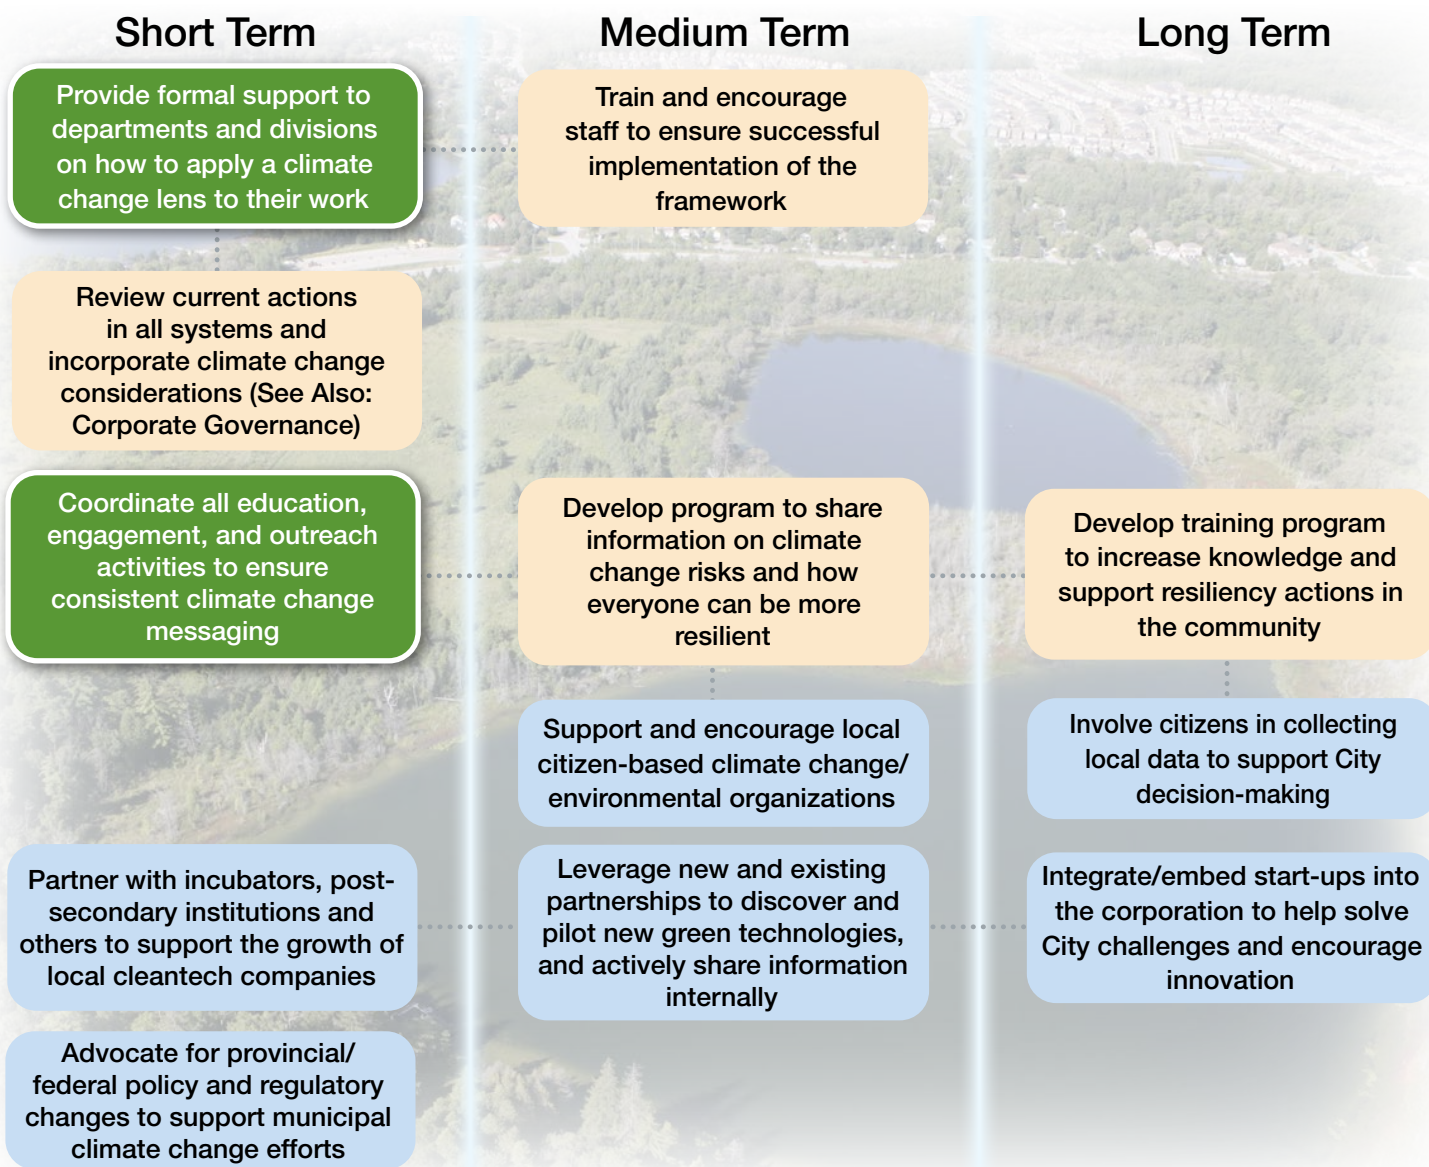 Short Term
Medium Term
Long Term
Provide formal support to
departments and divisions
on how to apply a climate
change lens to their work
Train and encourage
staff to ensure successful
implementation of the
framework
Review current actions
in all systems and
incorporate climate change
considerations (See Also:
Corporate Governance)
Coordinate all education,
engagement, and outreach
activities to ensure
consistent climate change
messaging
Develop program to share
information on climate
change risks and how
everyone can be more
resilient
Develop training program
to increase knowledge and
support resiliency actions in
the community
Support and encourage local
citizen-based climate change/
environmental organizations
Involve citizens in collecting
local data to support City
decision-making
Partner with incubators, post-
secondary institutions and
others to support the growth of
local cleantech companies
Leverage new and existing
partnerships to discover and
pilot new green technologies,
and actively share information
internally
Integrate/embed start-ups into
the corporation to help solve
City challenges and encourage
innovation
Advocate for provincial/
federal policy and regulatory
changes to support municipal
climate change efforts